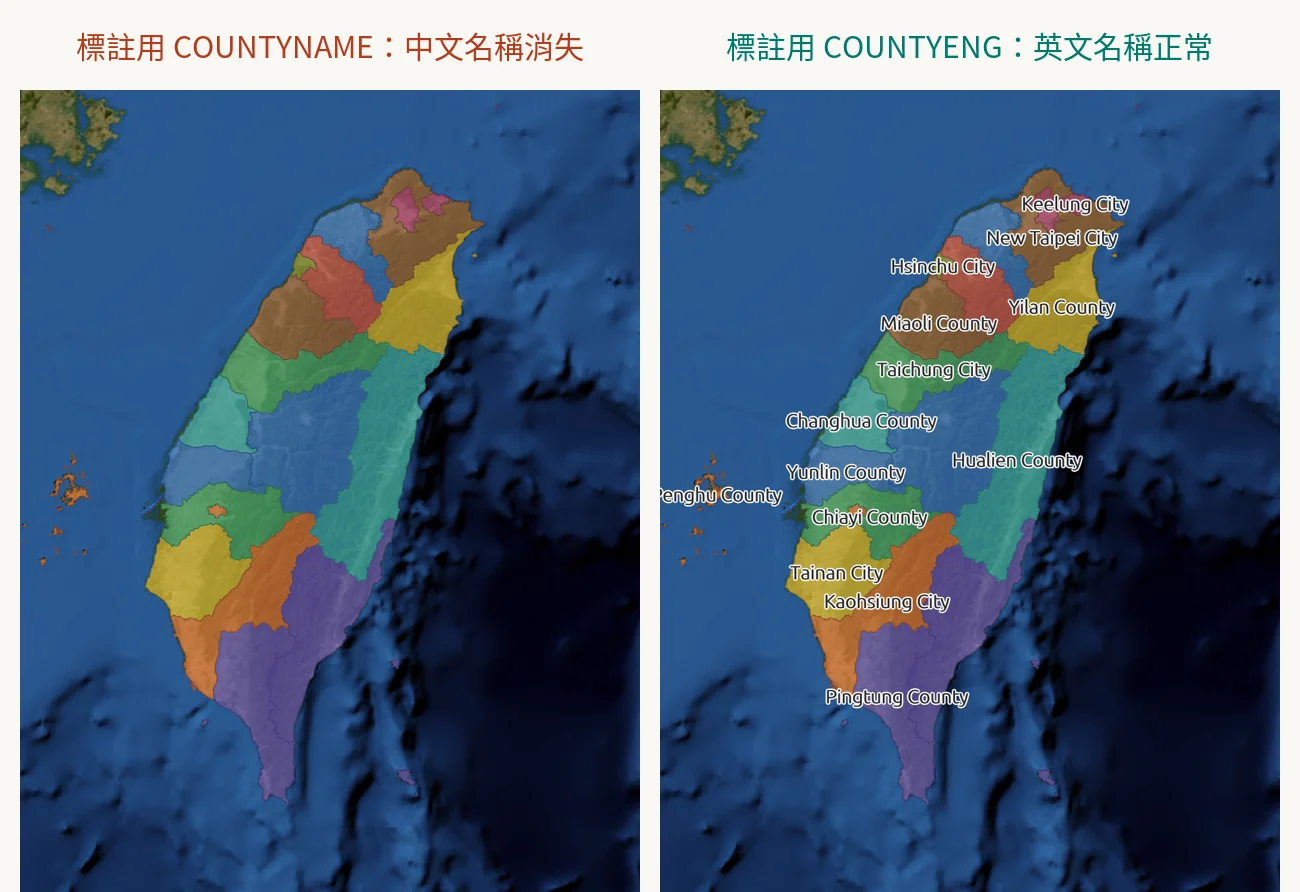 標註用 COUNTYNAME：中文名稱消失
標註用 COUNTYENG：英文名稱正常
Keelung City
New Taipei City
Hsinchu City
Yilan County
Miaoli County
Taichung City
Changhua County
Hualien County
Yunlin County
Penghu County
Chiayi County
Tainan City
Kaohsiung City
Pingtung County